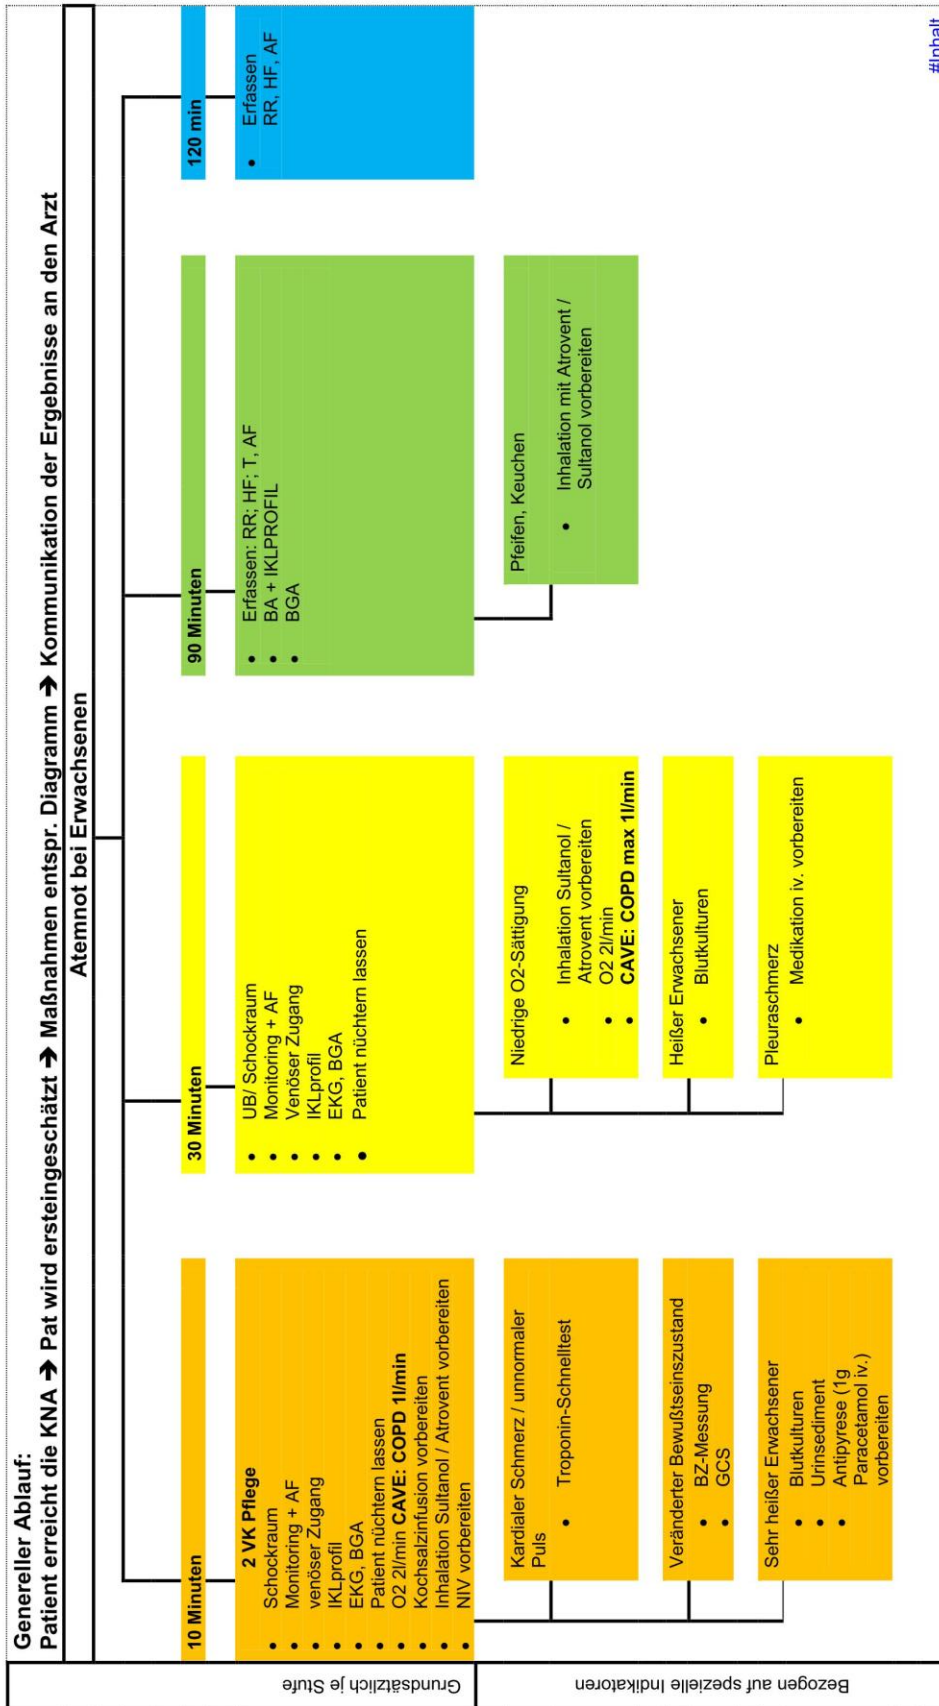 Genereller Ablauf:
Patient erreicht die KNA ➔ Pat wird ersteingeschätzt ➔ Maßnahmen entspr. Diagramm ➔ Kommunikation der Ergebnisse an den Arzt
Atemnot bei Erwachsenen
Grundsätzlich je Stufe
10 Minuten
2 VK Pflege
• Schockraum
• Monitoring + AF
• venöser Zugang
• IKLprofil
• EKG, BGA
• Patient nüchtern lassen
• O2 2l/min CAVE: COPD 1l/min
• Kochsalzinfusion vorbereiten
• Inhalation Sultanol / Atrovent vorbereiten
• NIV vorbereiten
30 Minuten
• UB/ Schockraum
• Monitoring + AF
• Venöser Zugang
• IKLprofil
• EKG, BGA
• Patient nüchtern lassen
90 Minuten
• Erfassen: RR; HF; T, AF
• BA + IKLPROFIL
• BGA
120 min
• Erfassen
RR, HF, AF
Bezogen auf spezielle Indikatoren
Kardialer Schmerz / unnormaler
Puls
• Troponin-Schnelltest
Veränderter Bewußtseinszustand
• BZ-Messung
• GCS
Sehr heißer Erwachsener
• Blutkulturen
• Urinsediment
• Antipyrese (1g
Paracetamol iv.)
vorbereiten
Niedrige O2-Sättigung
• Inhalation Sultanol /
Atrovent vorbereiten
• O2 2l/min
• CAVE: COPD max 1l/min
Heißer Erwachsener
• Blutkulturen
Pleuraschmerz
• Medikation iv. vorbereiten
Pfeifen, Keuchen
• Inhalation mit Atrovent /
Sultanol vorbereiten
#Inhalt